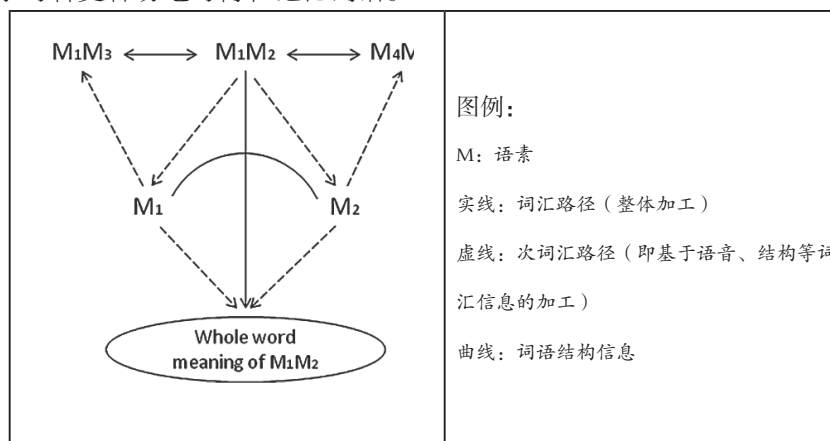 M₁M₃
M₁M₂
M₁
M₂
Whole word
meaning of M₁M₂
图例：
M：语素
实线：词汇路径（整体加工）
虚线：次词汇路径（即基于语音、结构等词
汇信息的加工）
曲线：词语结构信息